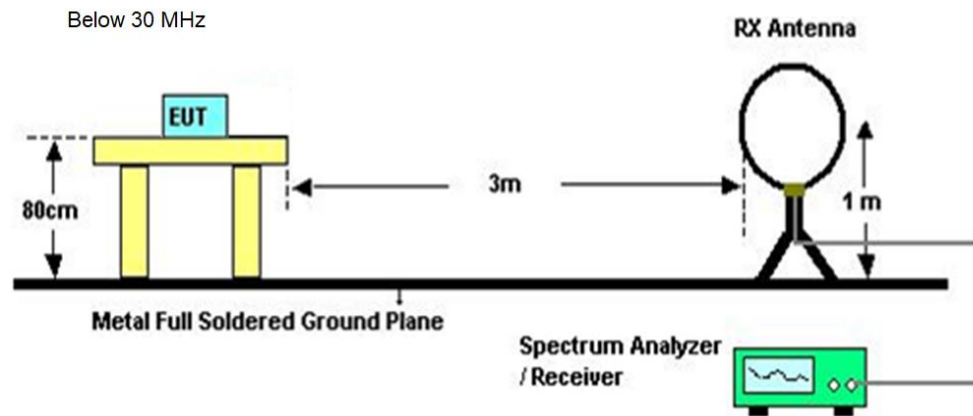 Below 30 MHz
RX Antenna
EUT
80cm
3m
1 m
Metal Full Soldered Ground Plane
Spectrum Analyzer
/ Receiver